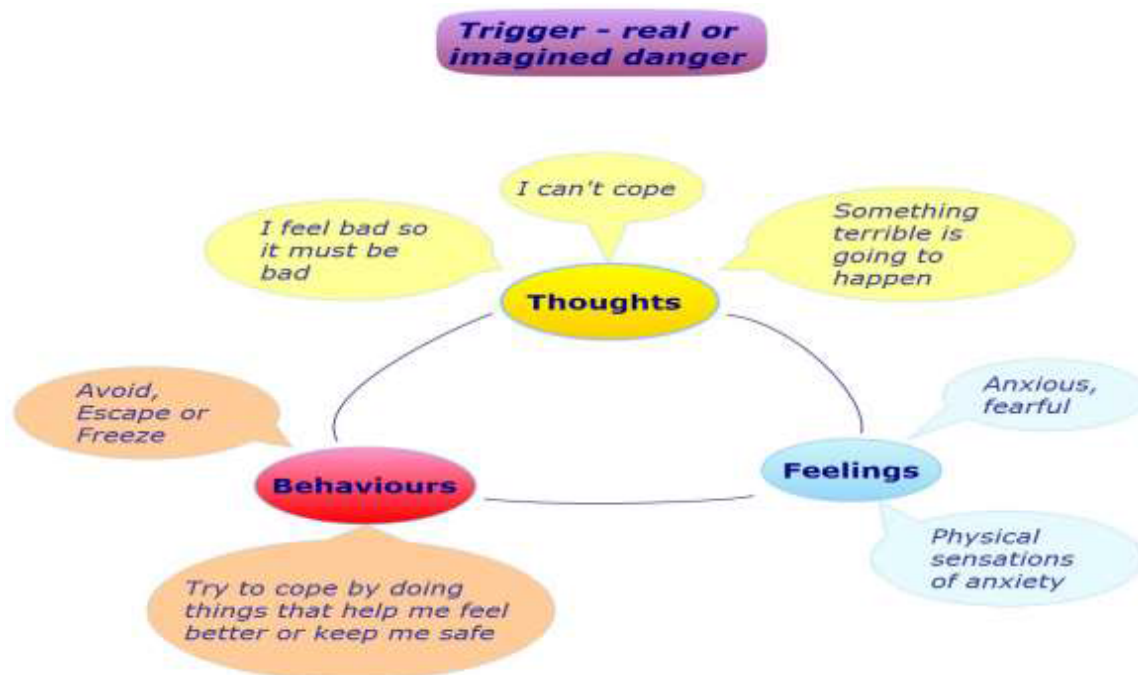 Trigger - real or
imagined danger
I can't cope
I feel bad so
it must be
bad
Something
terrible is
going to
happen
Thoughts
Avoid,
Escape or
Freeze
Anxious,
fearful
Behaviours
Feelings
Physical
sensations
of anxiety
Try to cope by doing
things that help me feel
better or keep me safe